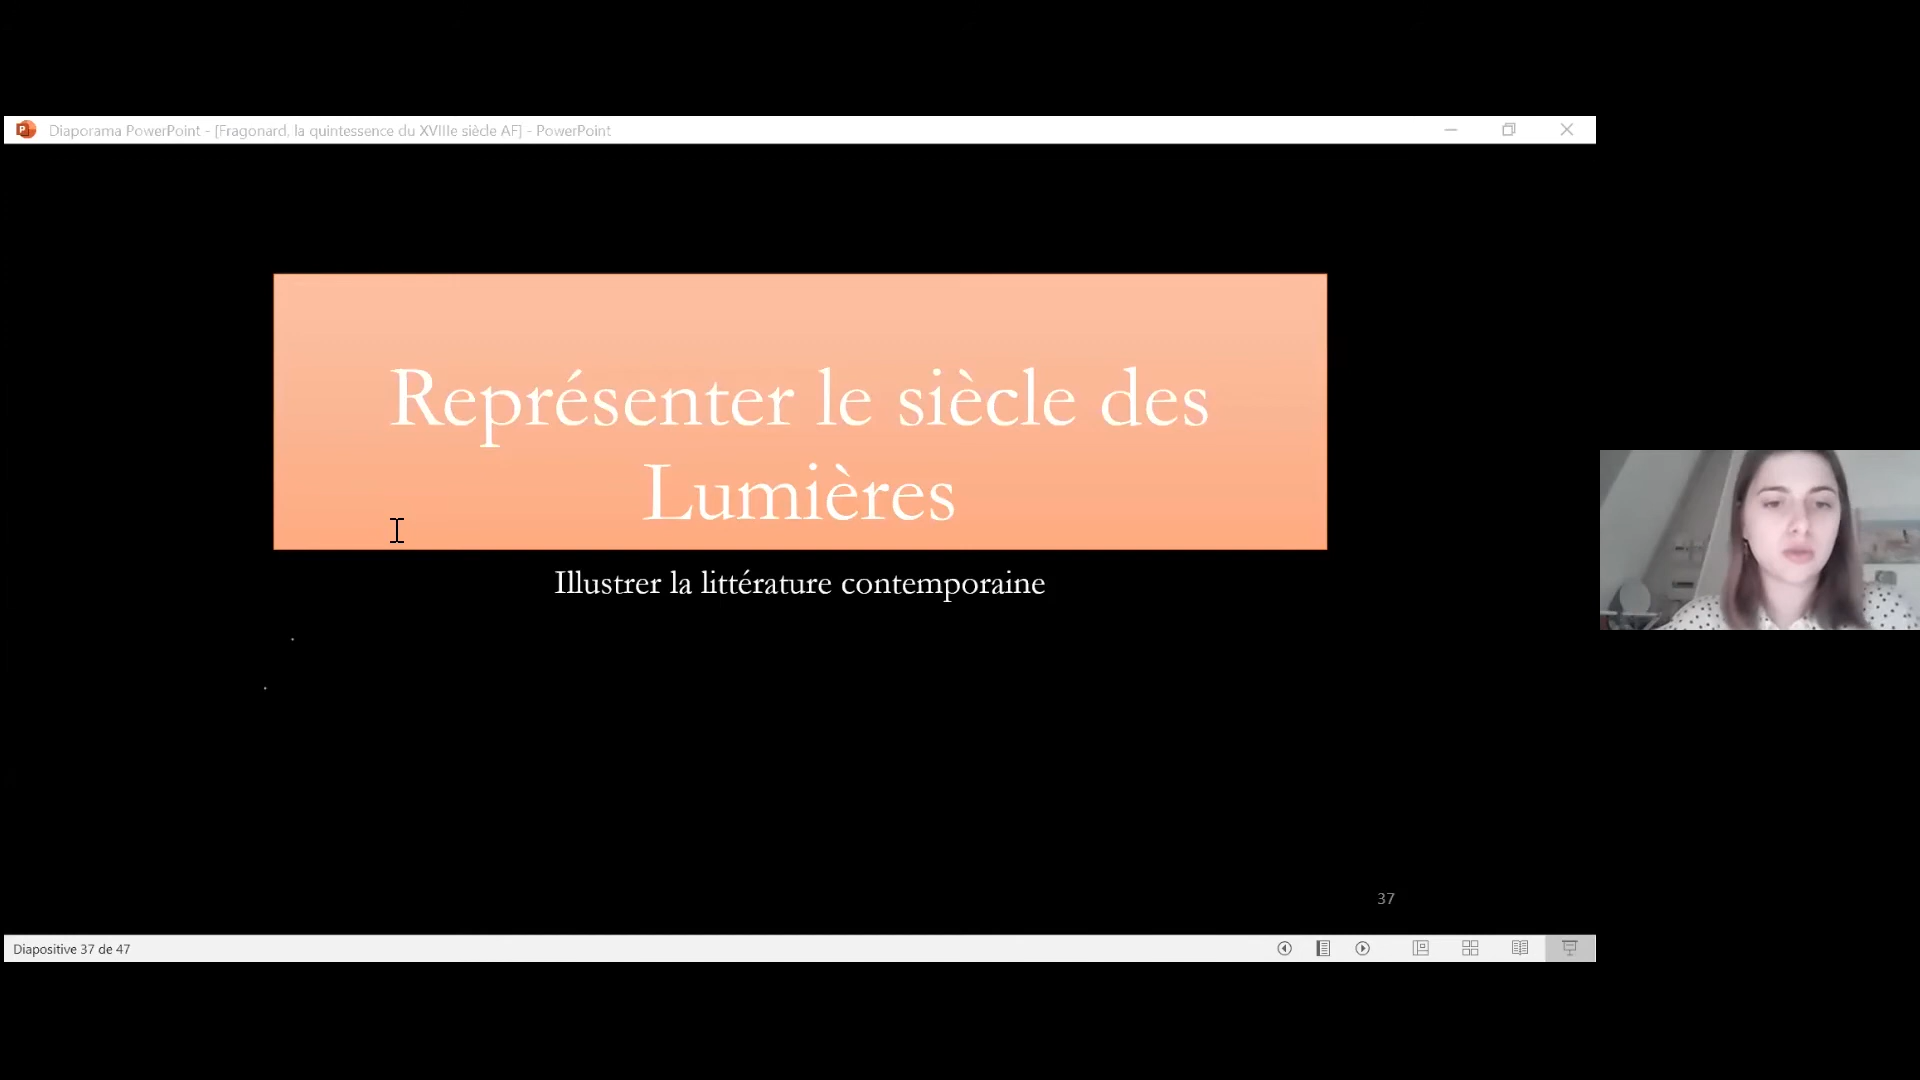 Diaporama PowerPoint - [Fragonard, la quintessence du XVIIIe siècle AF] - PowerPoint
Représenter le siècle des
Lumières
Illustrer la littérature contemporaine
37
Diapositive 37 de 47